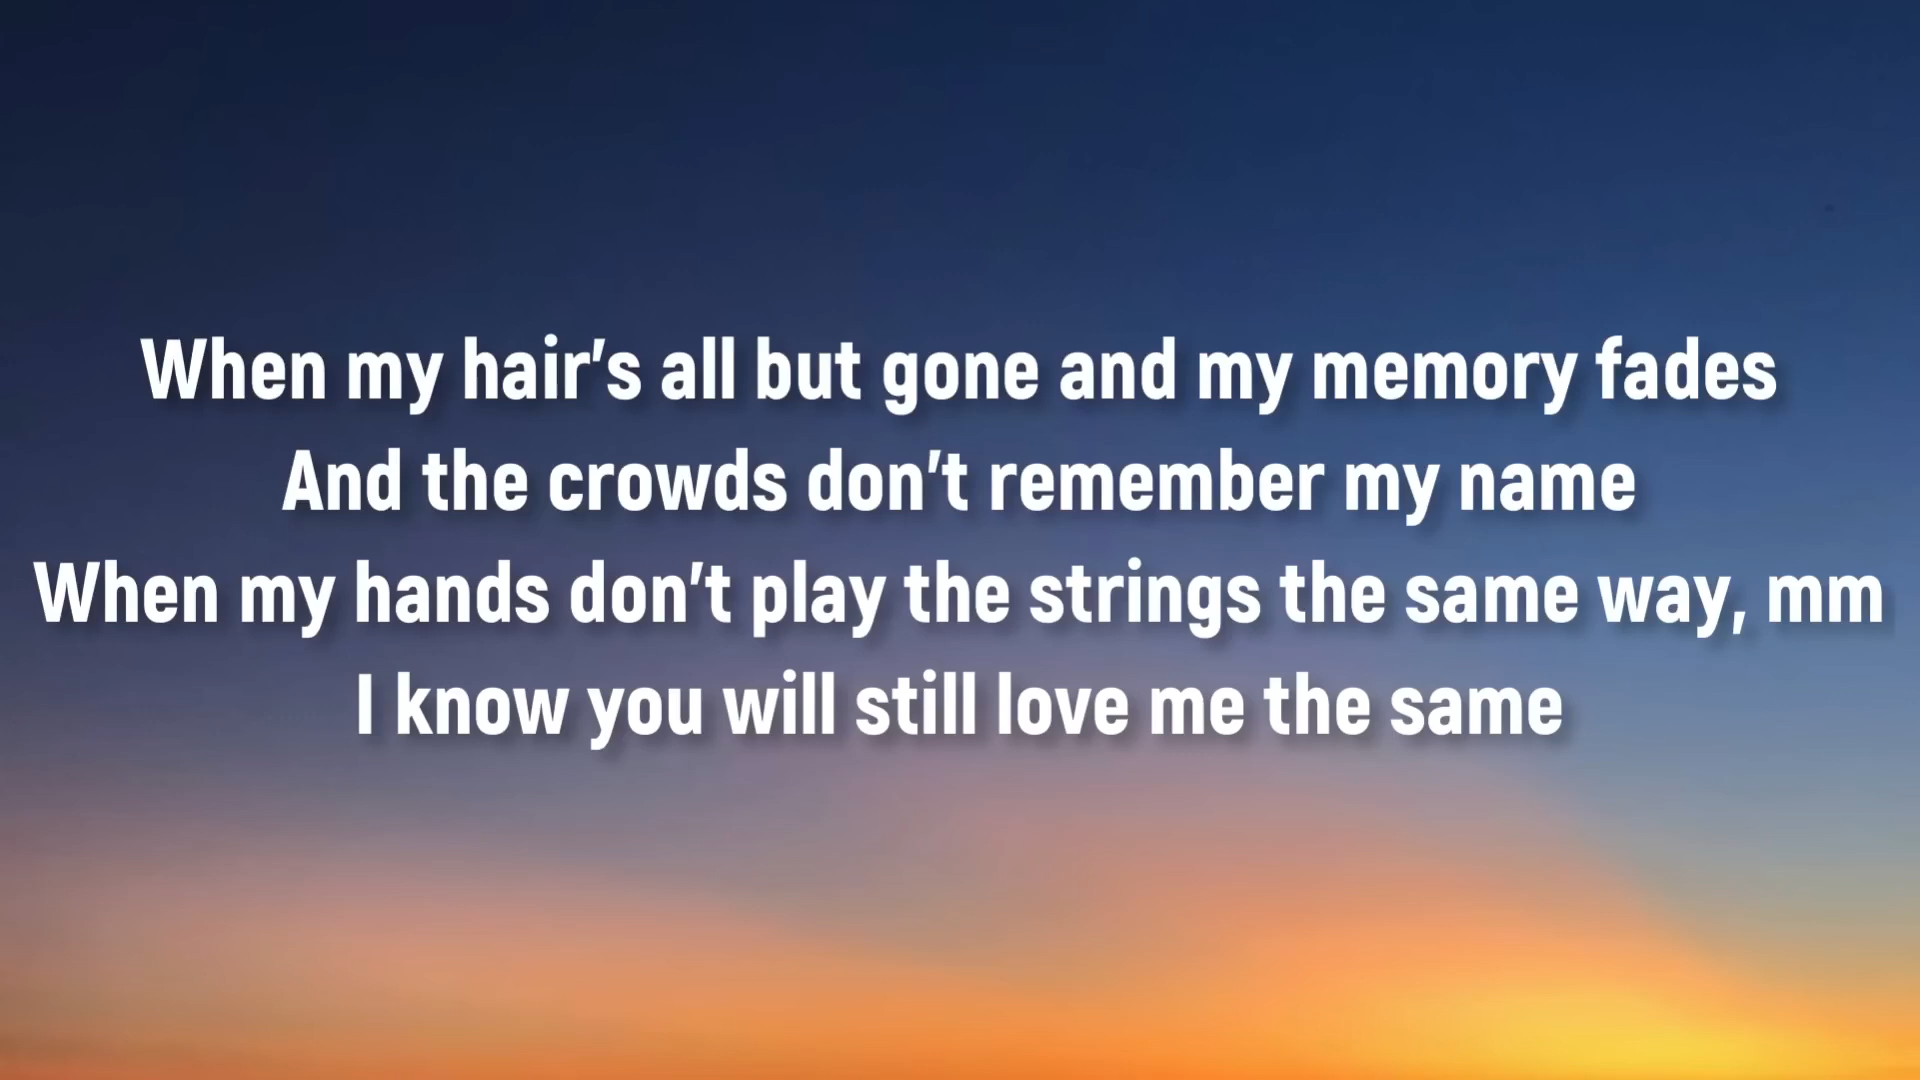 When my hair's all but gone and my memory fades
And the crowds don't remember my name
When my hands don't play the strings the same way, mm
I know you will still love me the same